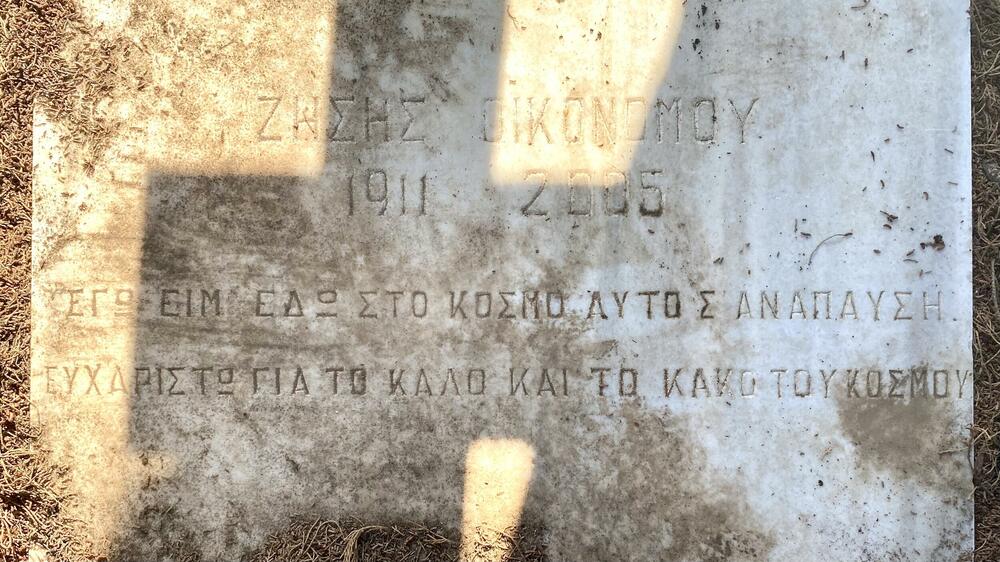 ΖΗΣΗΣ ΟΙΚΟΝΟΜΟΥ
1911 2005
"ΕΓΩ ΕΙΜ' ΕΔΩ ΣΤΟ ΚΟΣΜΟ ΑΥΤΟ Σ ΑΝΑΠΑΥΣΗ.
ΕΥΧΑΡΙΣΤΩ ΓΙΑ ΤΟ ΚΑΛΟ ΚΑΙ ΤΟ ΚΑΚΟ ΤΟΥ ΚΟΣΜΟΥ"